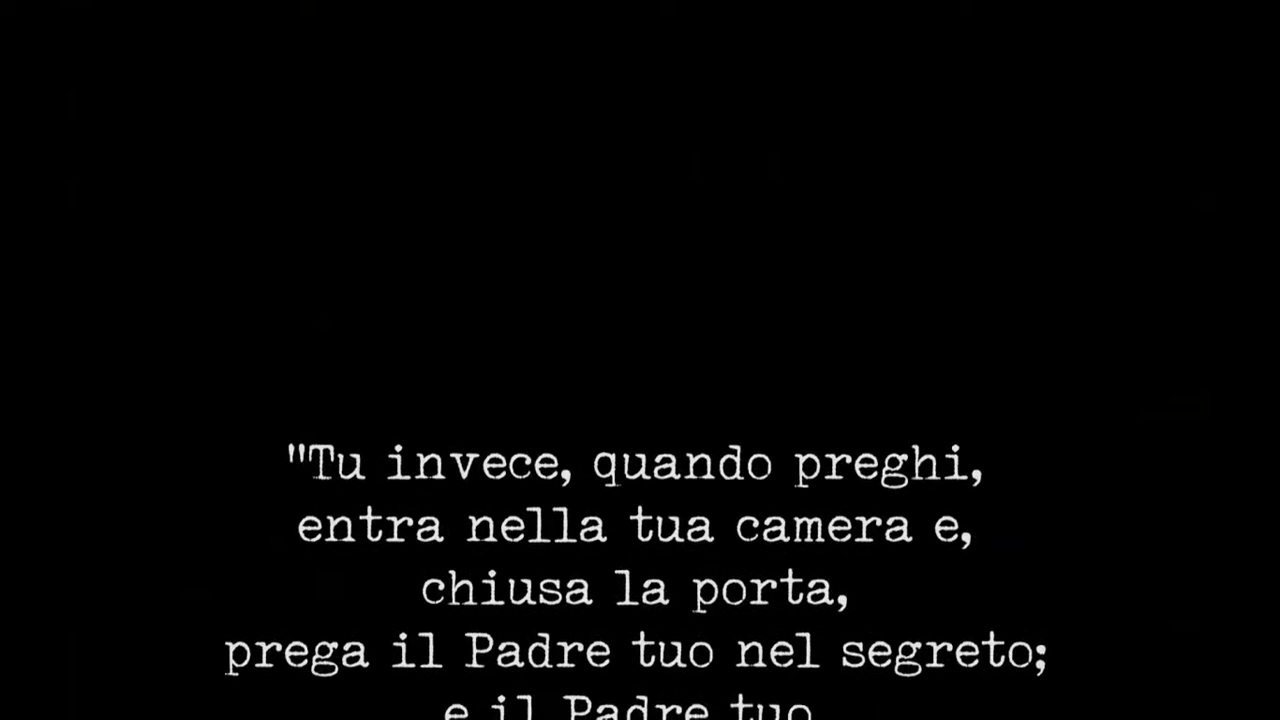 "Tu invece, quando preghi,
entra nella tua camera e,
chiusa la porta,
prega il Padre tuo nel segreto;
e il Padre tuo